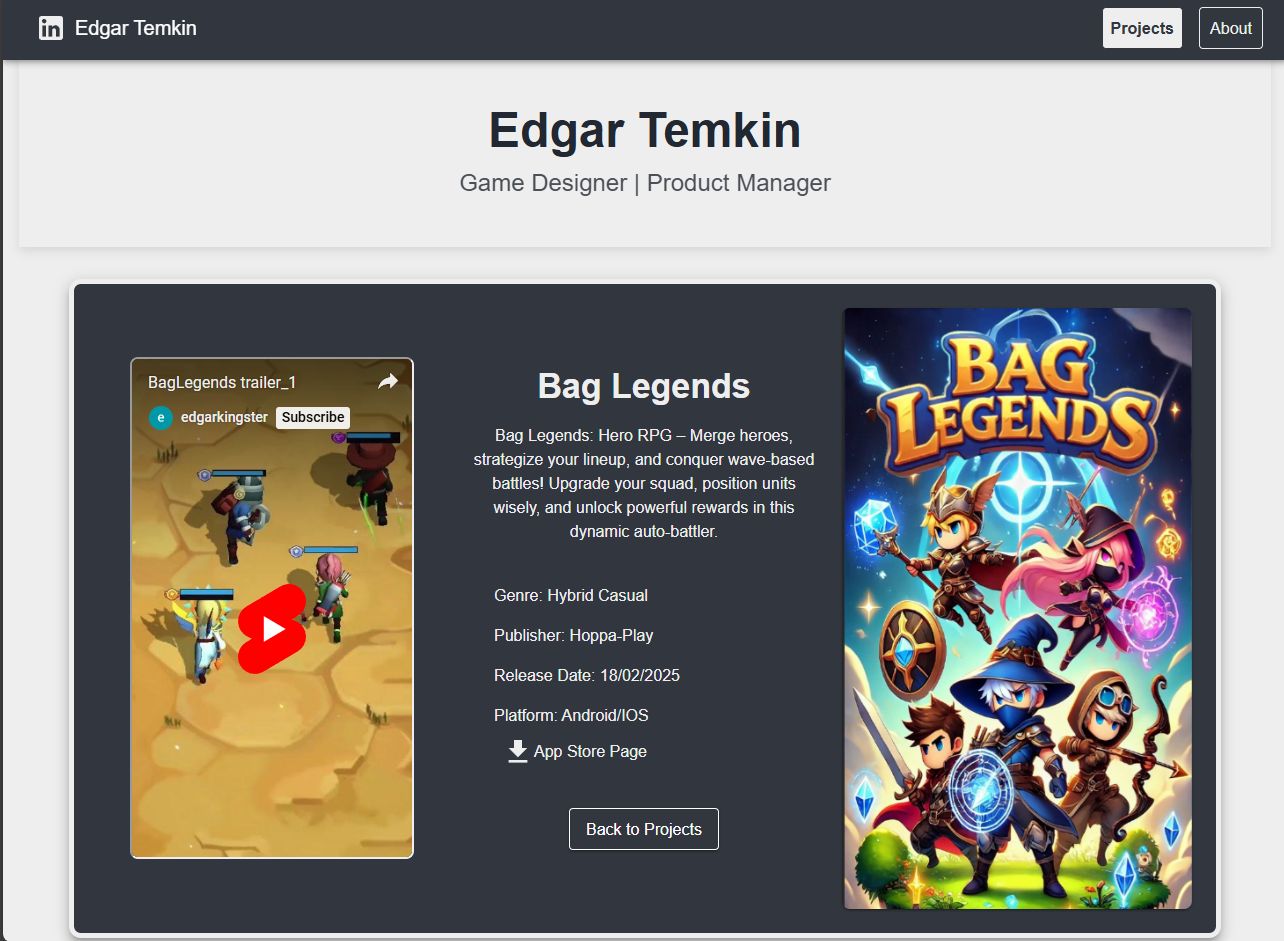 in Edgar Temkin
Projects
About
Edgar Temkin
Game Designer | Product Manager
BagLegends trailer_1
e edgarkingster Subscribe
Bag Legends
Bag Legends: Hero RPG – Merge heroes,
strategize your lineup, and conquer wave-based
battles! Upgrade your squad, position units
wisely, and unlock powerful rewards in this
dynamic auto-battler.
Genre: Hybrid Casual
Publisher: Hoppa-Play
Release Date: 18/02/2025
Platform: Android/IOS
App Store Page
Back to Projects
BAG
LEGENDS